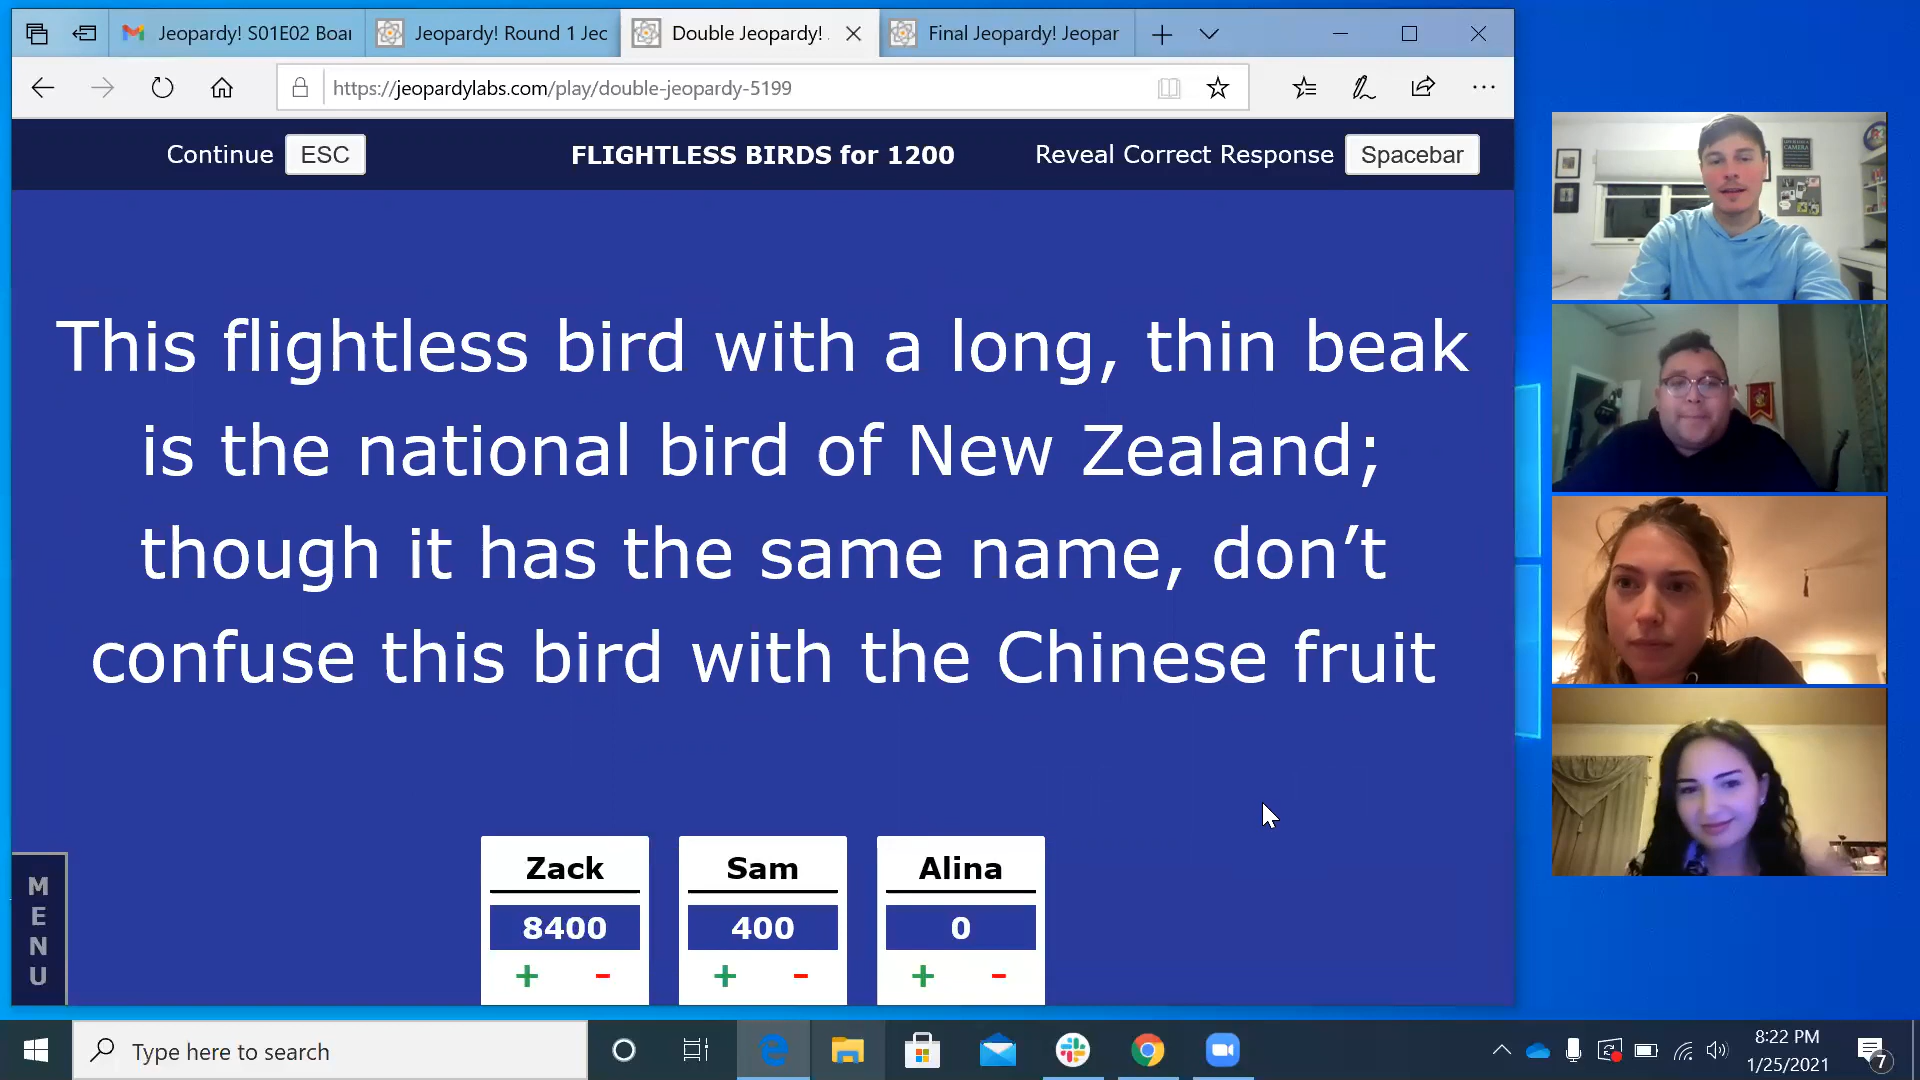 Jeopardy! S01E02 Boar
Jeopardy! Round 1 Jec
Double Jeopardy!
Final Jeopardy! Jeopar
https://jeopardylabs.com/play/double-jeopardy-5199
Continue ESC
FLIGHTLESS BIRDS for 1200
Reveal Correct Response Spacebar
This flightless bird with a long, thin beak
is the national bird of New Zealand;
though it has the same name, don’t
confuse this bird with the Chinese fruit
MENU
Zack
8400
+ -
Sam
400
+ -
Alina
0
+ -
Type here to search
8:22 PM
1/25/2021
7